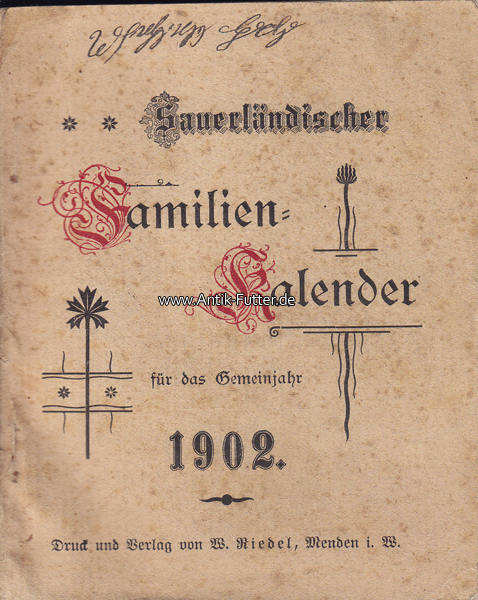 Sauerländischer
Familien=
Kalender
www.Antik-Futter.de
für das Gemeinjahr
1902.
Druck und Verlag von W. Riedel, Menden i. W.